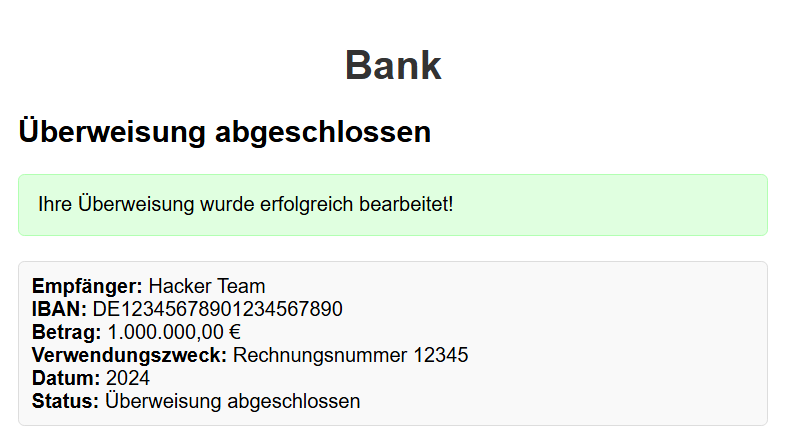 Bank
Überweisung abgeschlossen
Ihre Überweisung wurde erfolgreich bearbeitet!
Empfänger: Hacker Team
IBAN: DE12345678901234567890
Betrag: 1.000.000,00 €
Verwendungszweck: Rechnungsnummer 12345
Datum: 2024
Status: Überweisung abgeschlossen